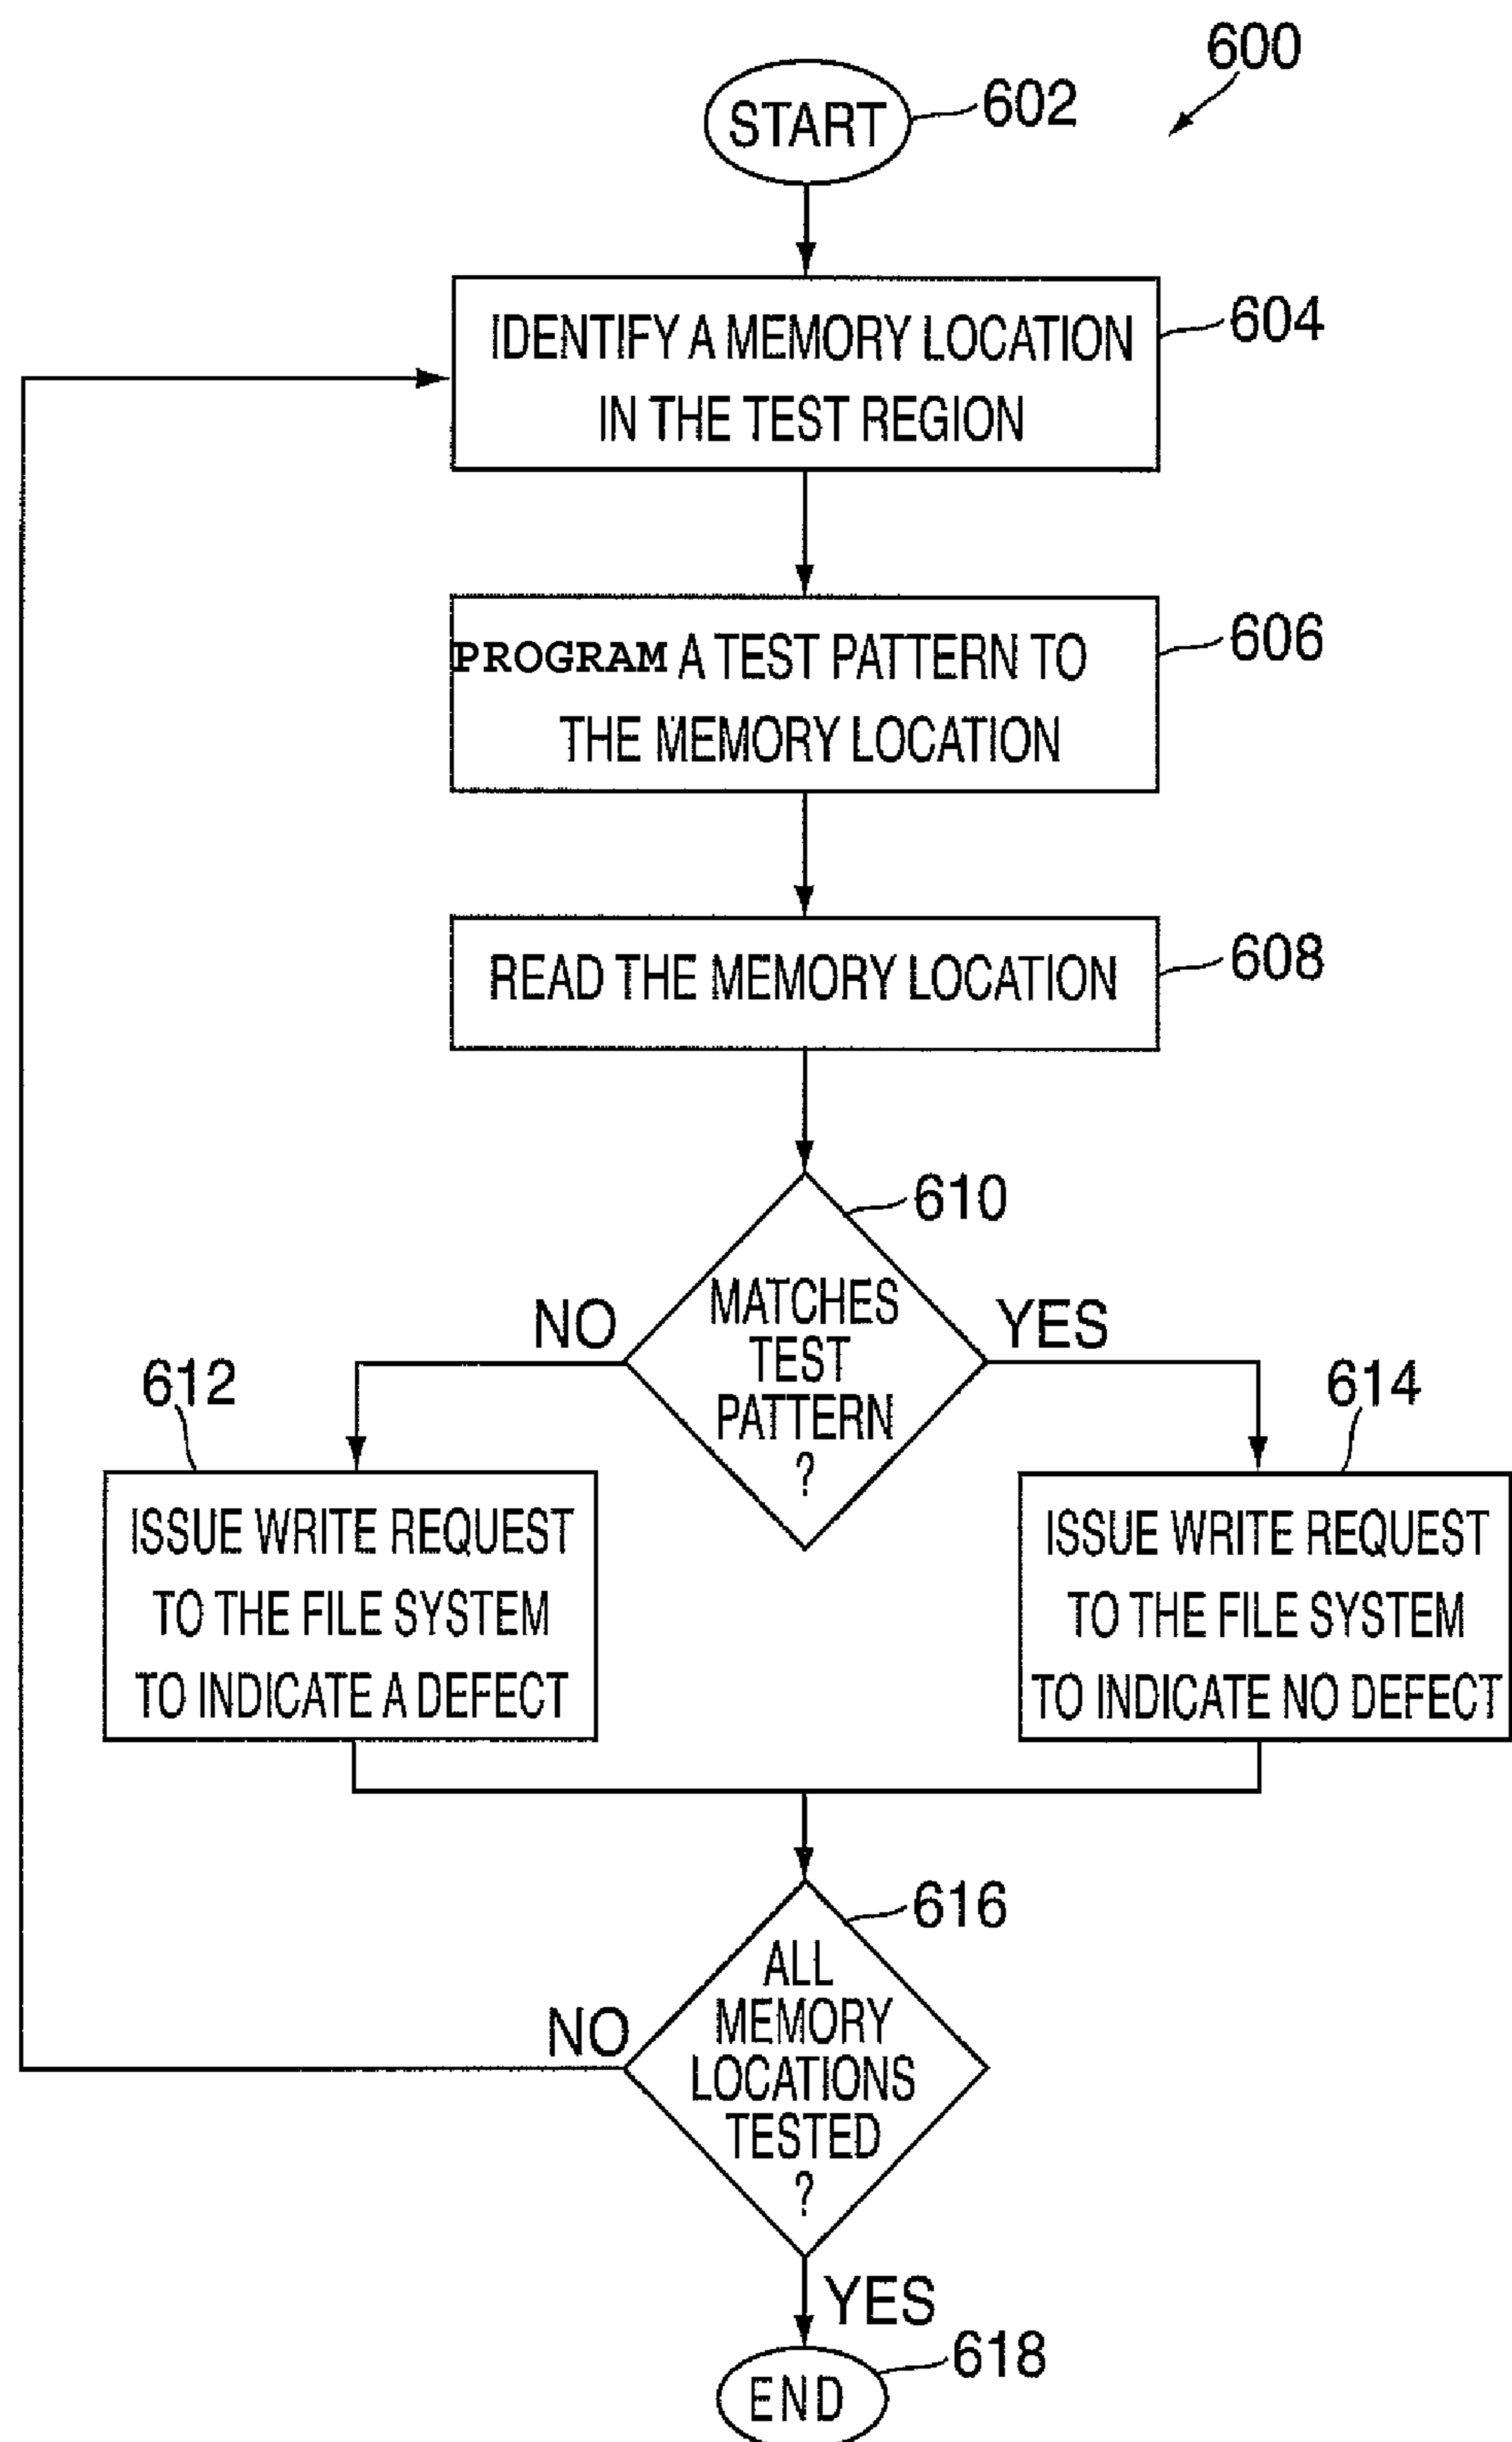 600
START
602
IDENTIFY A MEMORY LOCATION
IN THE TEST REGION
604
PROGRAM A TEST PATTERN TO
THE MEMORY LOCATION
606
READ THE MEMORY LOCATION
608
610
MATCHES
TEST
PATTERN
?
NO
YES
612
614
ISSUE WRITE REQUEST
TO THE FILE SYSTEM
TO INDICATE A DEFECT
ISSUE WRITE REQUEST
TO THE FILE SYSTEM
TO INDICATE NO DEFECT
616
ALL
MEMORY
LOCATIONS
TESTED
?
NO
YES
618
END